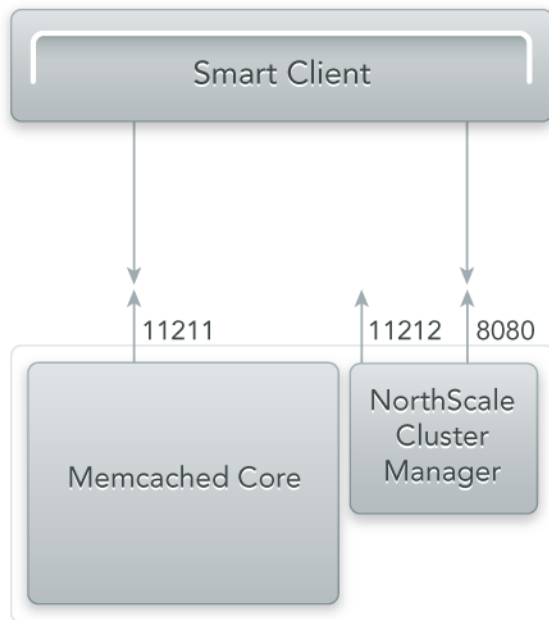 Smart Client
11211
11212
8080
Memcached Core
NorthScale
Cluster
Manager